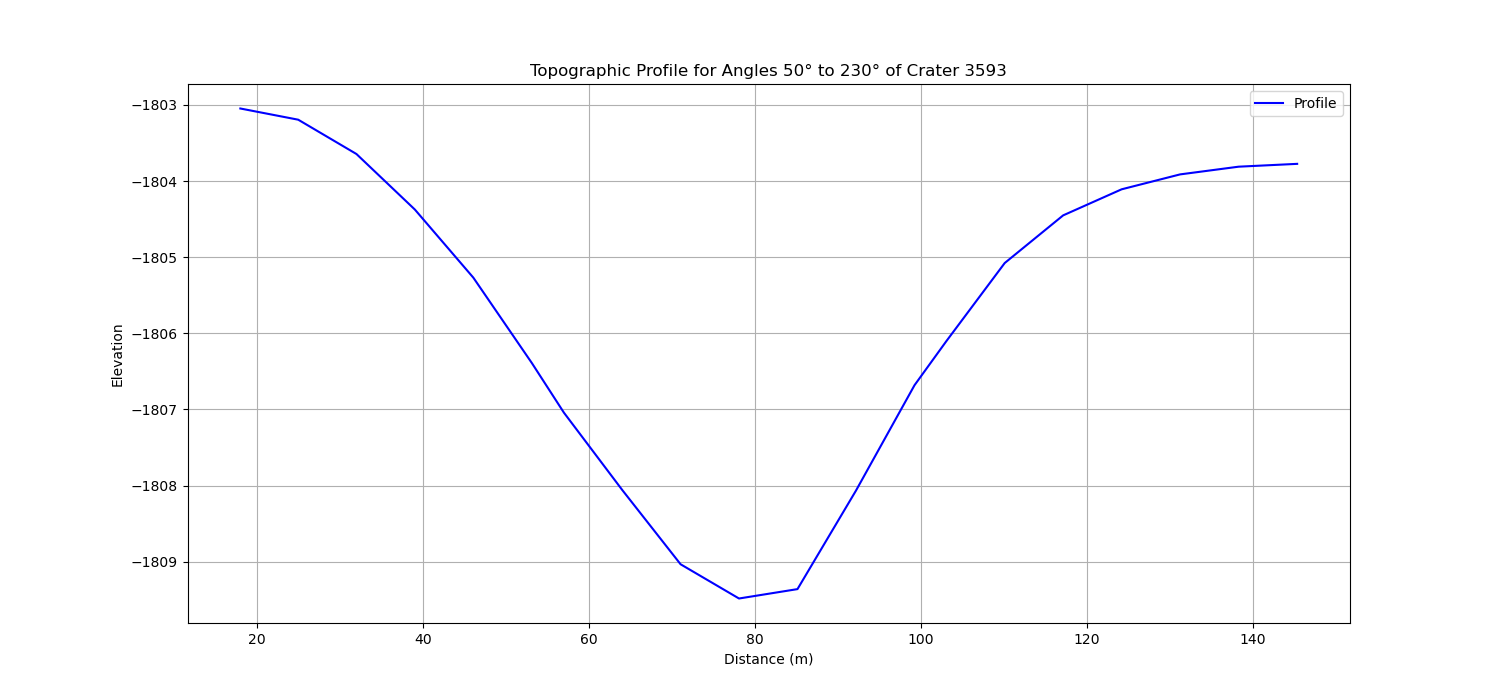 Topographic Profile for Angles 50° to 230° of Crater 3593
Profile
Elevation
−1803
−1804
−1805
−1806
−1807
−1808
−1809
20 40 60 80 100 120 140
Distance (m)